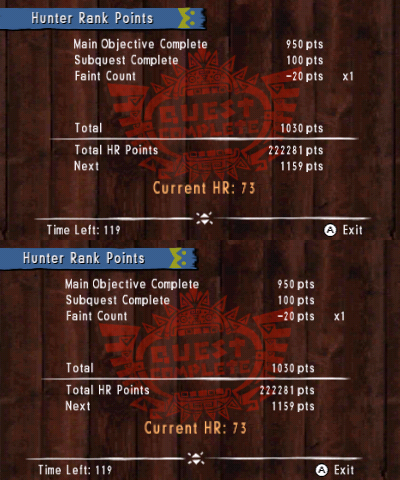 Hunter Rank Points
Main Objective Complete 950 pts
Subquest Complete 100 pts
Faint Count -20 pts x1
QUEST
COMPLETE
Total 1030 pts
Total HR Points 222281 pts
Next 1159 pts
Current HR: 73
Time Left: 119 A Exit
Hunter Rank Points
Main Objective Complete 950 pts
Subquest Complete 100 pts
Faint Count -20 pts x1
QUEST
COMPLETE
Total 1030 pts
Total HR Points 222281 pts
Next 1159 pts
Current HR: 73
Time Left: 119 A Exit